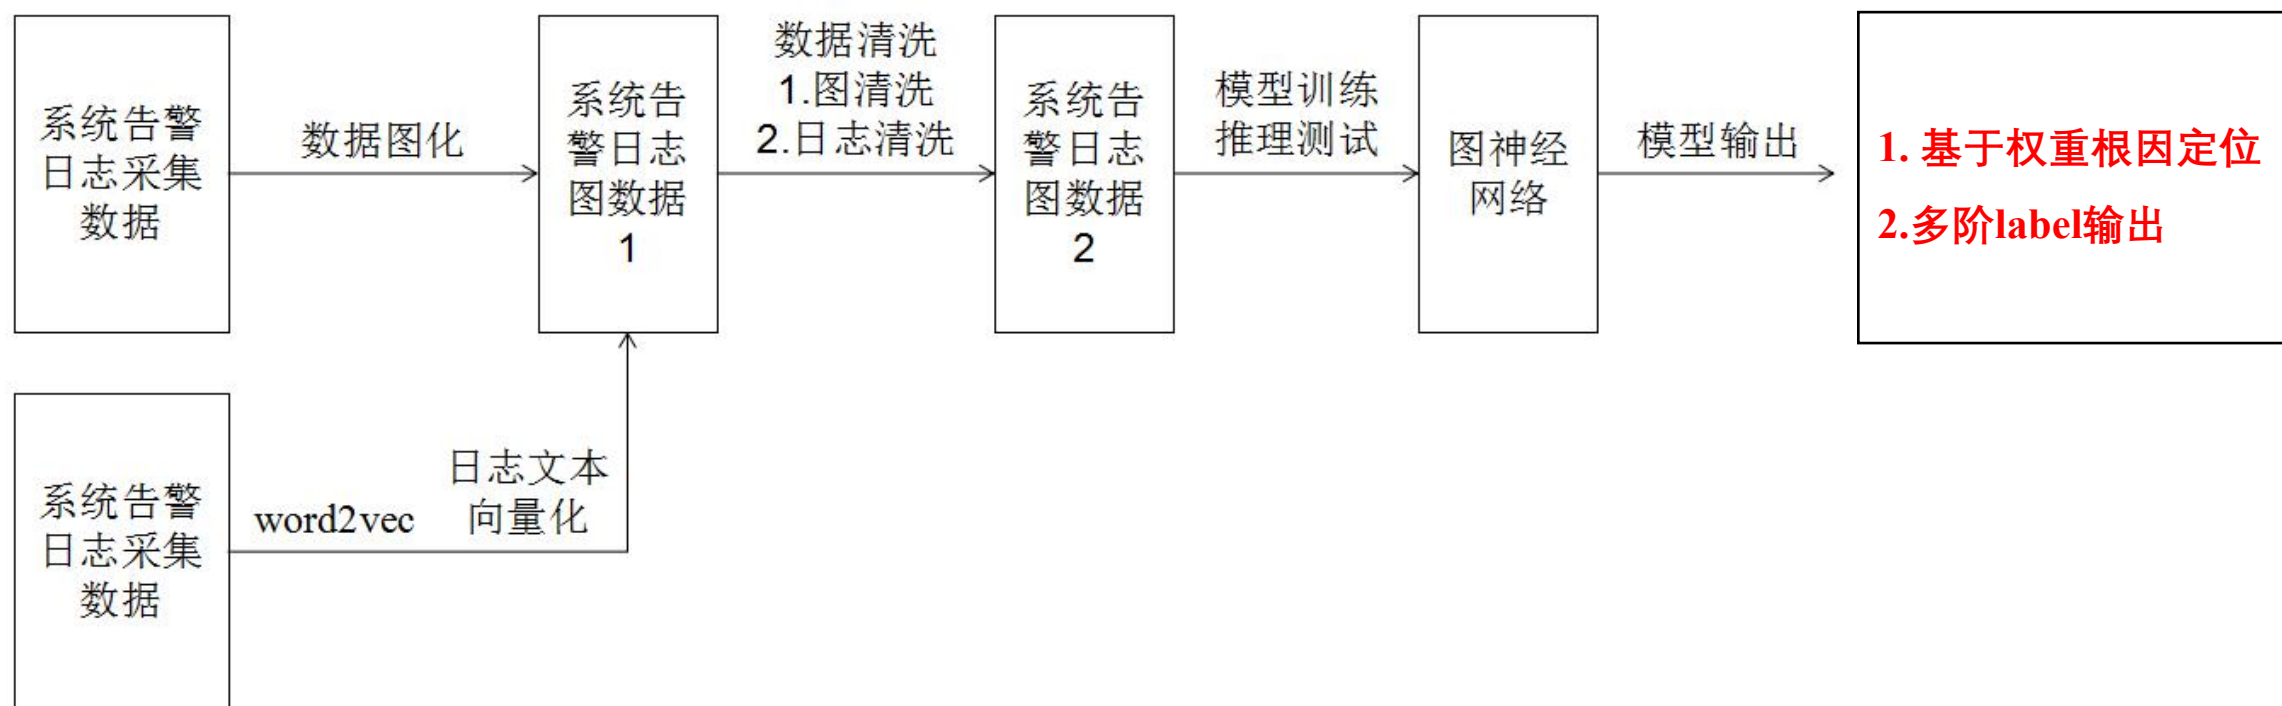 系统告警
日志采集
数据
数据图化
系统告
警日志
图数据
1
数据清洗
1.图清洗
2.日志清洗
系统告
警日志
图数据
2
模型训练
推理测试
图神经
网络
模型输出
1. 基于权重根因定位
2.多阶label输出
系统告警
日志采集
数据
word2vec
日志文本
向量化